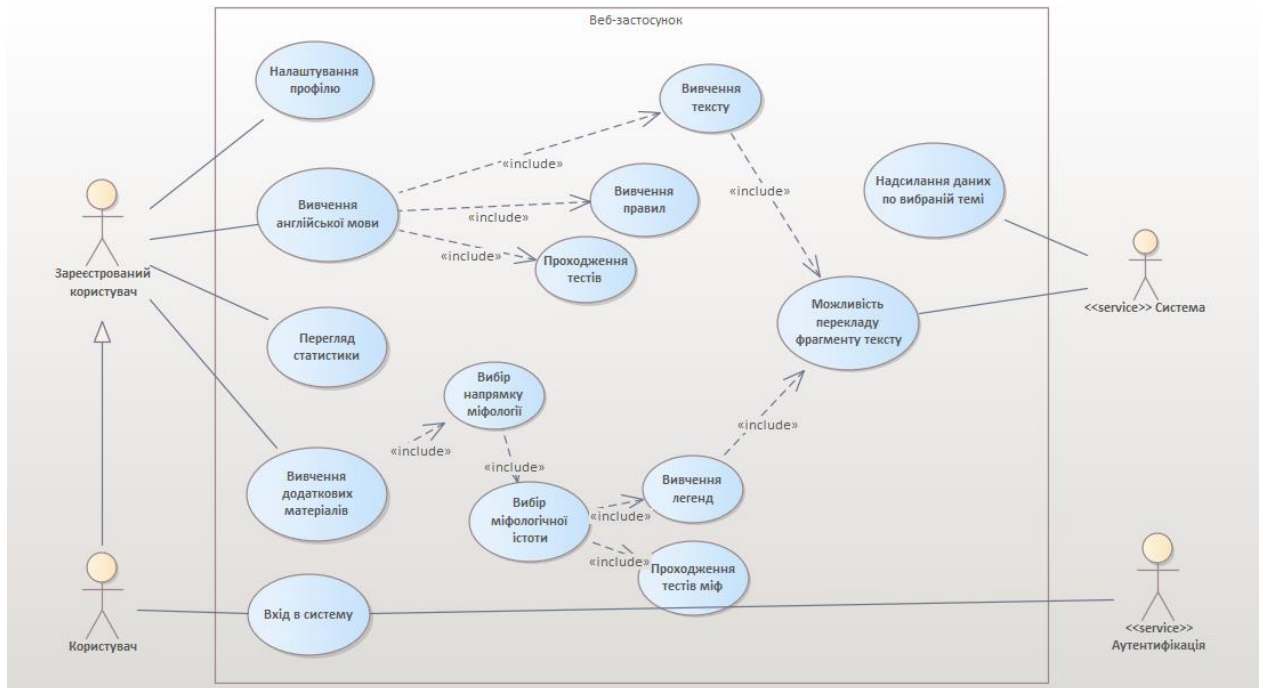 Веб-застосунок
Налаштування
профілю
Вивчення
тексту
«include»
Вивчення
англійської мови
«include»
Вивчення
правил
«include»
Надсилання даних
по вибраній темі
«include»
Проходження
тестів
Зареєстрований
користувач
Можливість
перекладу
фрагменту тексту
<<service>> Система
Перегляд
статистики
Вибір
напрямку
міфології
«include»
«include»
«include»
Вивчення
додаткових
матеріалів
Вибір
міфологічної
істоти
Вивчення
легенд
«include»
«include»
Проходження
тестів міф
Вхід в систему
Користувач
<<service>>
Аутентифікація